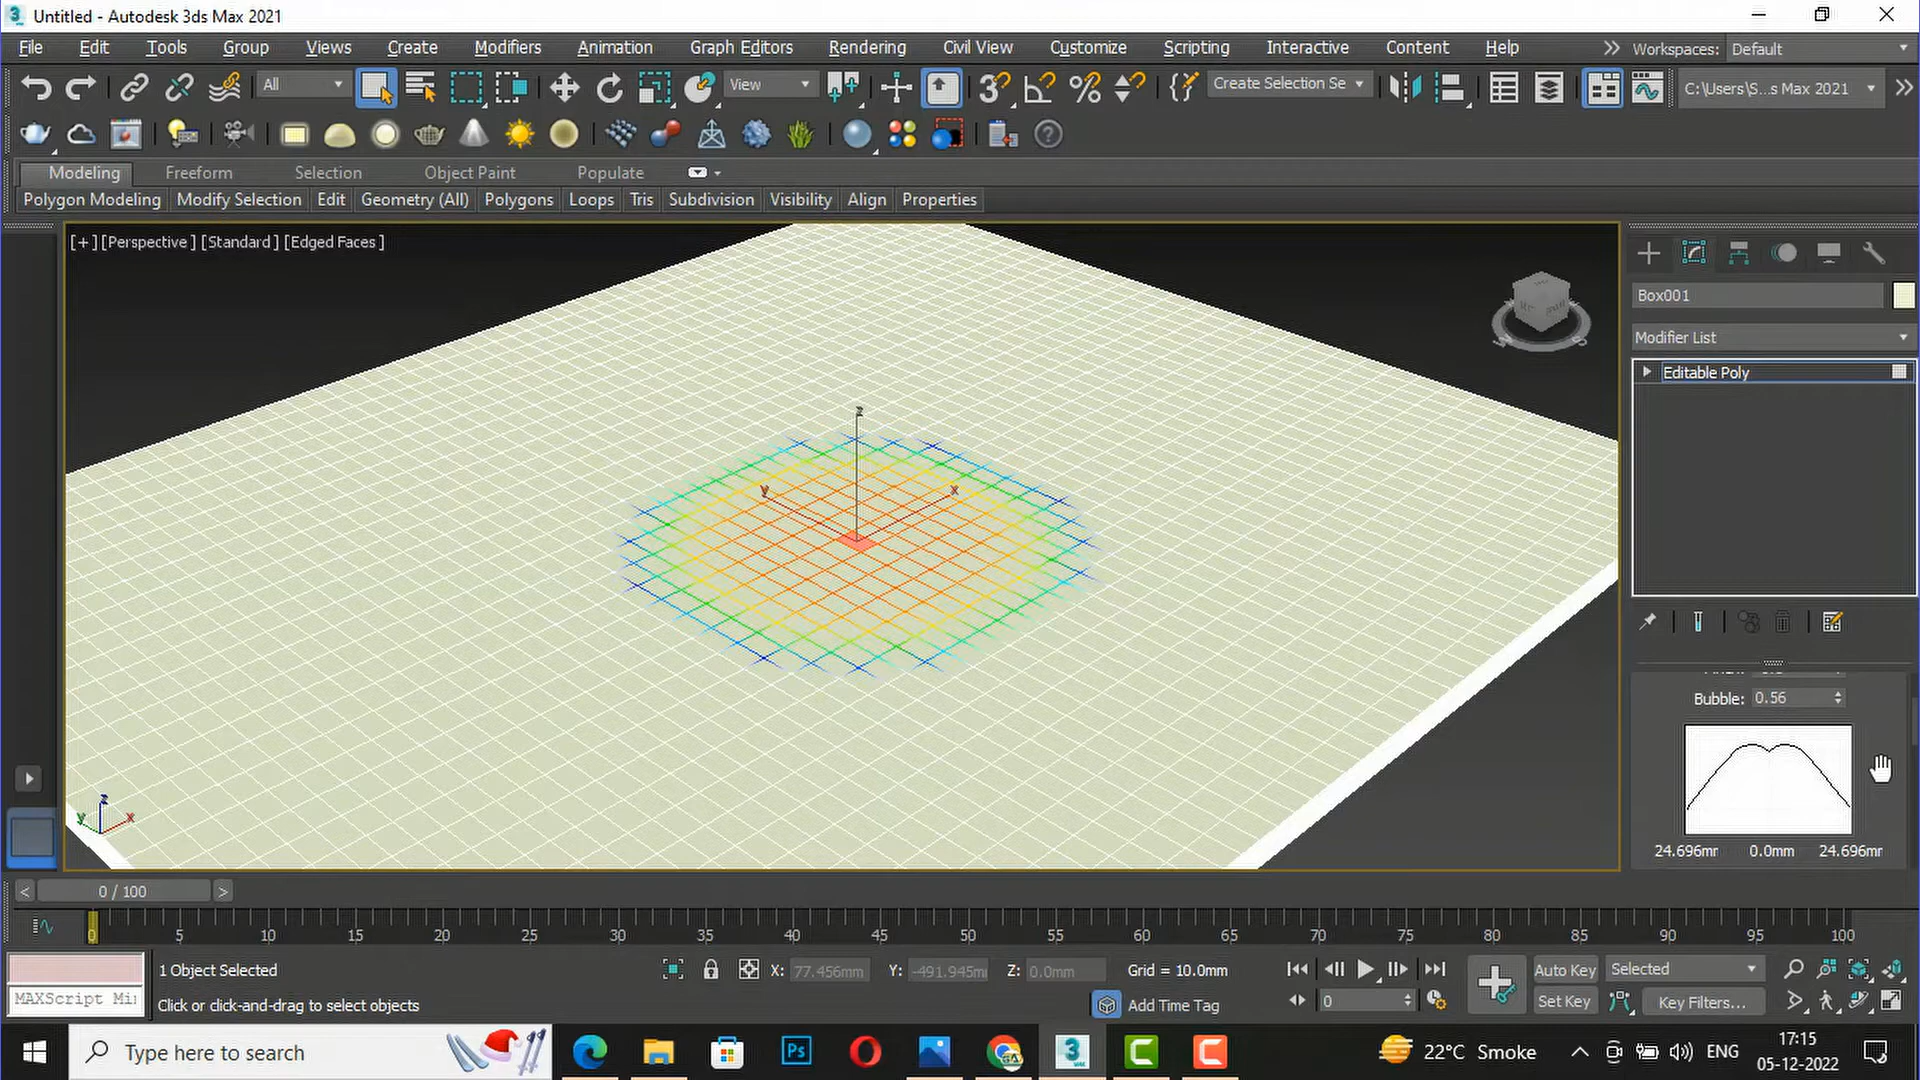 Untitled - Autodesk 3ds Max 2021
File Edit Tools Group Views Create Modifiers Animation Graph Editors Rendering Civil View Customize Scripting Interactive Content Help Workspaces: Default
All View Create Selection Se C:\Users\S...s Max 2021
Modeling Freeform Selection Object Paint Populate
Polygon Modeling Modify Selection Edit Geometry (All) Polygons Loops Tris Subdivision Visibility Align Properties
[+] [Perspective] [Standard] [Edged Faces]
Box001
Modifier List
Editable Poly
z
y x
Bubble: 0.56
z
y x
24.696mm 0.0mm 24.696mm
< 0 / 100 >
0 5 10 15 20 25 30 35 40 45 50 55 60 65 70 75 80 85 90 95 100
1 Object Selected X: 77.456mm Y: -491.945mm Z: 0.0mm Grid = 10.0mm Auto Key Selected
MAXScript Mi Click or click-and-drag to select objects Add Time Tag 0 Set Key Key Filters...
Type here to search 22°C Smoke ENG 17:15
05-12-2022